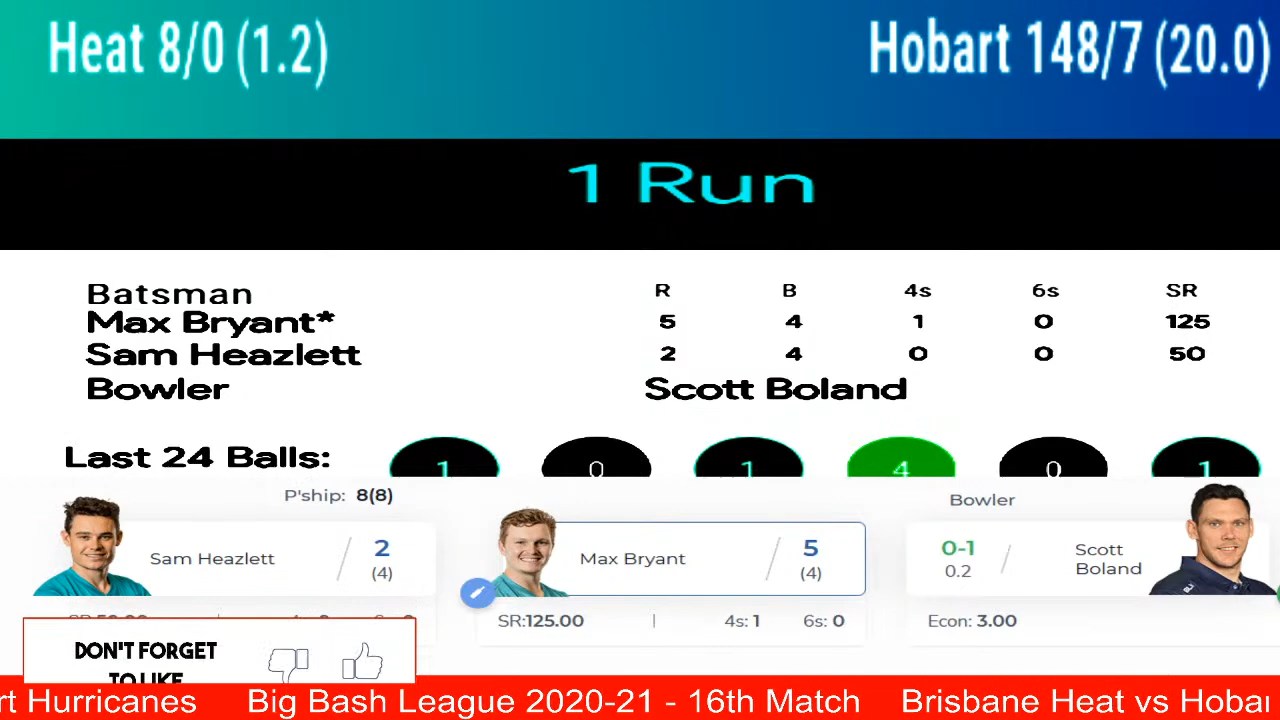 Heat 8/0 (1.2) Hobart 148/7 (20.0)
1 Run
Batsman R B 4s 6s SR
Max Bryant* 5 4 1 0 125
Sam Heazlett 2 4 0 0 50
Bowler Scott Boland
Last 24 Balls: 1 0 1 4 0 1
P'ship: 8(8) Bowler
Sam Heazlett 2 (4)
Max Bryant 5 (4)
0-1 0.2 Scott Boland
SR:125.00 | 4s: 1 6s: 0
Econ: 3.00
DON'T FORGET
TO LIKE
rt Hurricanes Big Bash League 2020-21 - 16th Match Brisbane Heat vs Hobar